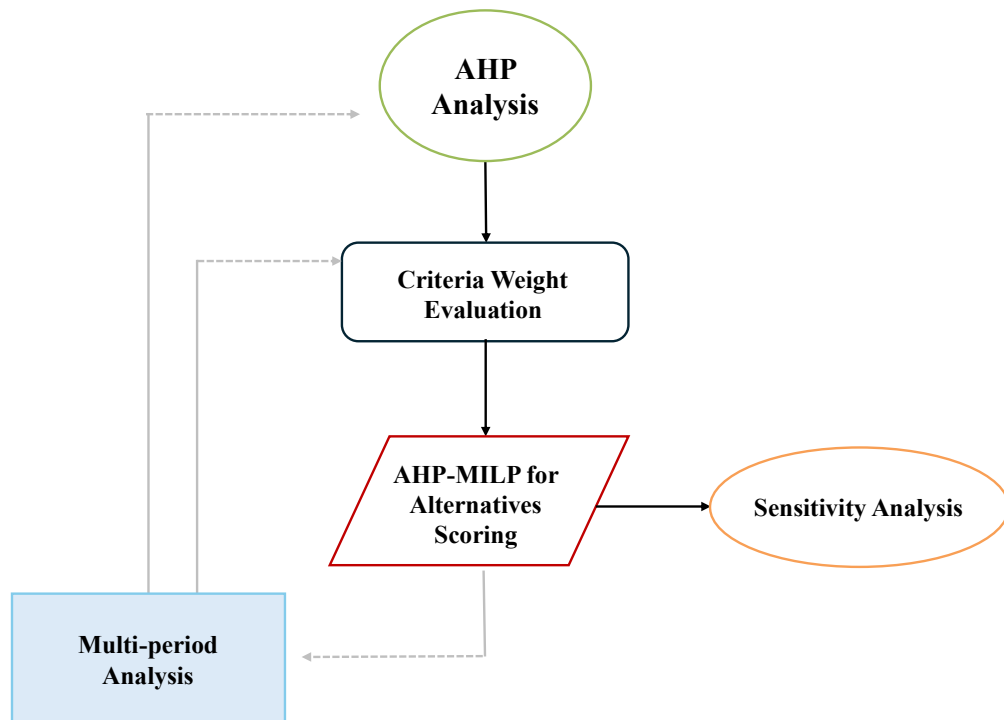 AHP
Analysis
Criteria Weight
Evaluation
AHP-MILP for
Alternatives
Scoring
Sensitivity Analysis
Multi-period
Analysis